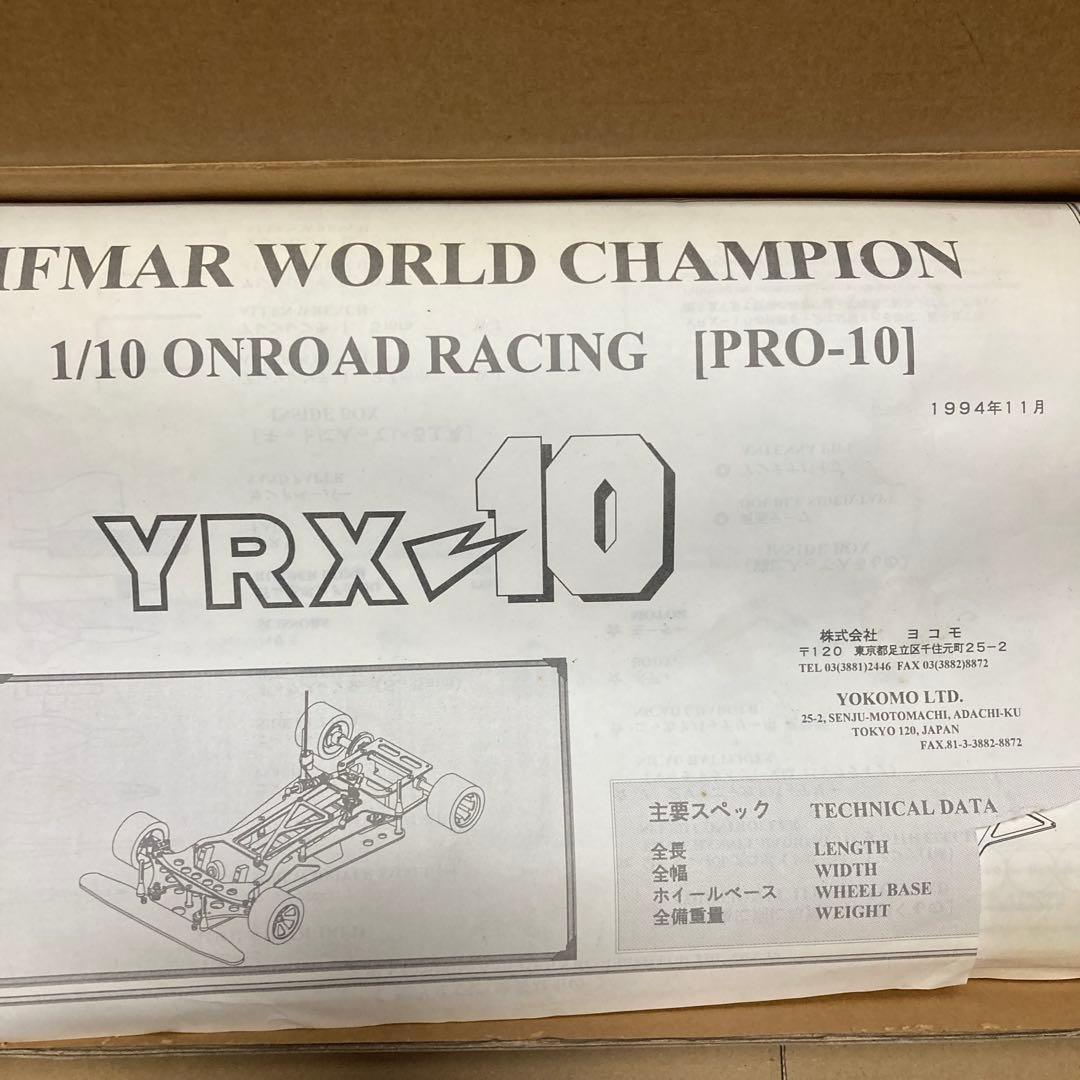 IFMAR WORLD CHAMPION
1/10 ONROAD RACING [PRO-10]
1994年11月
YRX-10
株式会社 ヨコモ
〒120 東京都足立区千住元町25-2
TEL 03(3881)2446 FAX 03(3882)8872
YOKOMO LTD.
25-2, SENJU-MOTOMACHI, ADACHI-KU
TOKYO 120, JAPAN
FAX.81-3-3882-8872
主要スペック TECHNICAL DATA
全長 LENGTH
全幅 WIDTH
ホイールベース WHEEL BASE
全備重量 WEIGHT